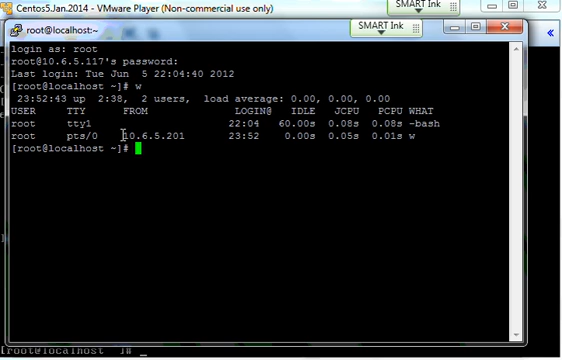 Centos5.Jan.2014 - VMware Player (Non-commercial use only)
SMART Ink
root@localhost:~
SMART Ink
login as: root
root@10.6.5.117's password:
Last login: Tue Jun  5 22:04:40 2012
[root@localhost ~]# w
 23:52:43 up  2:38,  2 users,  load average: 0.00, 0.00, 0.00
USER     TTY      FROM              LOGIN@   IDLE   JCPU   PCPU WHAT
root     tty1                       22:04   60.00s  0.08s  0.08s -bash
root     pts/0    10.6.5.201        23:52    0.00s  0.05s  0.01s w
[root@localhost ~]#
[root@localhost ~]# _